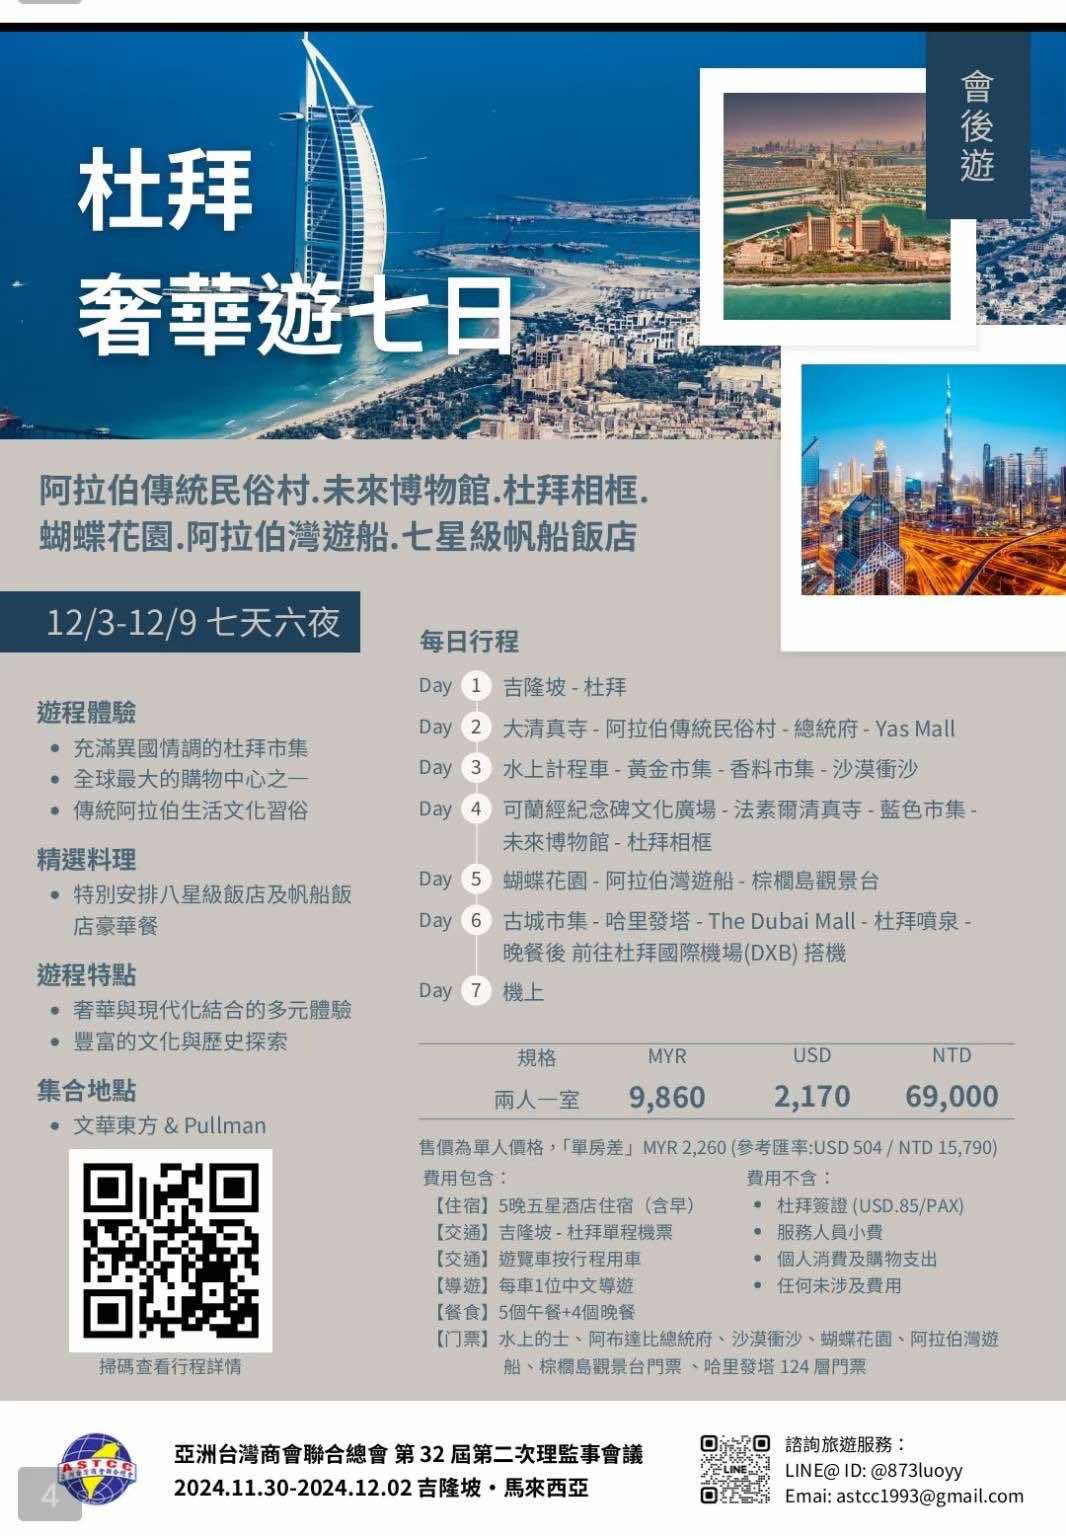 會後遊
杜拜
奢華遊七日
阿拉伯傳統民俗村.未來博物館.杜拜相框.
蝴蝶花園.阿拉伯灣遊船.七星級帆船飯店
12/3-12/9 七天六夜
遊程體驗
• 充滿異國情調的杜拜市集
• 全球最大的購物中心之一
• 傳統阿拉伯生活文化習俗
精選料理
• 特別安排八星級飯店及帆船飯
店豪華餐
遊程特點
• 奢華與現代化結合的多元體驗
• 豐富的文化與歷史探索
集合地點
• 文華東方 & Pullman
掃碼查看行程詳情
每日行程
Day 1 吉隆坡 - 杜拜
Day 2 大清真寺 - 阿拉伯傳統民俗村 - 總統府 - Yas Mall
Day 3 水上計程車 - 黃金市集 - 香料市集 - 沙漠衝沙
Day 4 可蘭經紀念碑文化廣場 - 法素爾清真寺 - 藍色市集 -
未來博物館 - 杜拜相框
Day 5 蝴蝶花園 - 阿拉伯灣遊船 - 棕櫚島觀景台
Day 6 古城市集 - 哈里發塔 - The Dubai Mall - 杜拜噴泉 -
晚餐後 前往杜拜國際機場(DXB) 搭機
Day 7 機上
規格 MYR USD NTD
兩人一室 9,860 2,170 69,000
售價為單人價格，「單房差」MYR 2,260 (參考匯率:USD 504 / NTD 15,790)
費用包含：
【住宿】5晚五星酒店住宿（含早）
【交通】吉隆坡 - 杜拜單程機票
【交通】遊覽車按行程用車
【導遊】每車1位中文導遊
【餐食】5個午餐+4個晚餐
【门票】水上的士、阿布達比總統府、沙漠衝沙、蝴蝶花園、阿拉伯灣遊
船、棕櫚島觀景台門票 、哈里發塔 124 層門票
費用不含：
• 杜拜簽證 (USD.85/PAX)
• 服務人員小費
• 個人消費及購物支出
• 任何未涉及費用
ASTCC
4
亞洲台灣商會聯合總會 第 32 屆第二次理監事會議
2024.11.30-2024.12.02 吉隆坡・馬來西亞
LINE
諮詢旅遊服務：
LINE@ ID: @873luoyy
Emai: astcc1993@gmail.com